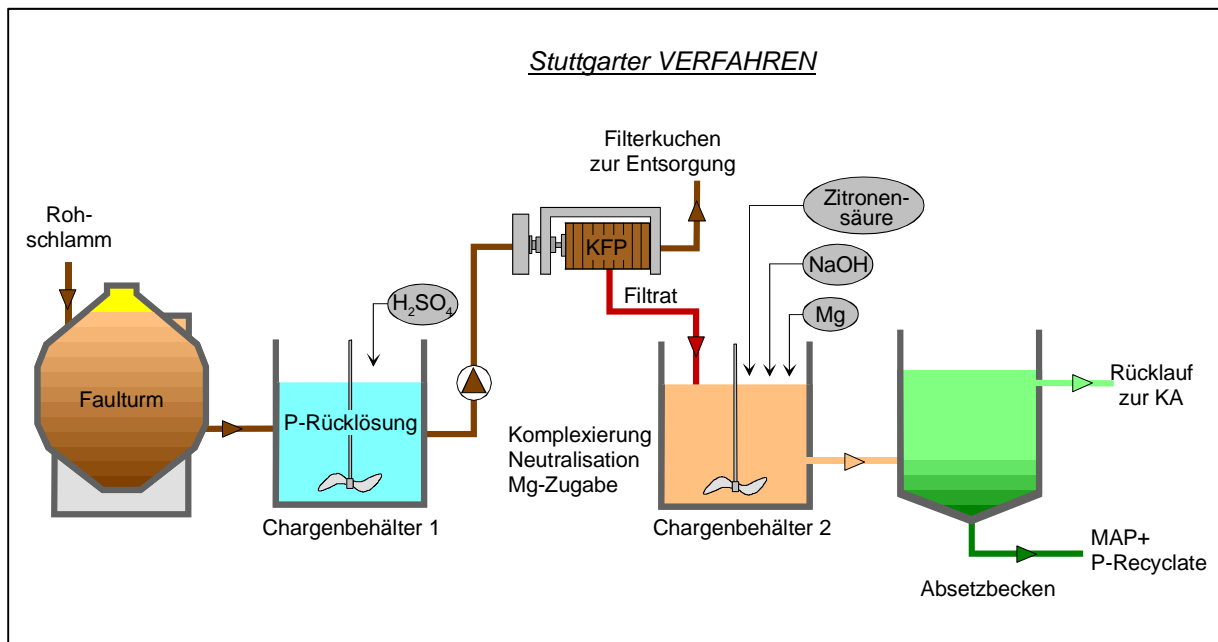 Stuttgarter VERFAHREN
Filterkuchen
zur Entsorgung
Zitronen-
säure
Roh-
schlamm
KFP
NaOH
H₂SO₄
Filtrat
Mg
Faulturm
P-Rücklösung
Rücklauf
zur KA
Komplexierung
Neutralisation
Mg-Zugabe
Chargenbehälter 1
Chargenbehälter 2
MAP+
P-Recyclate
Absetzbecken